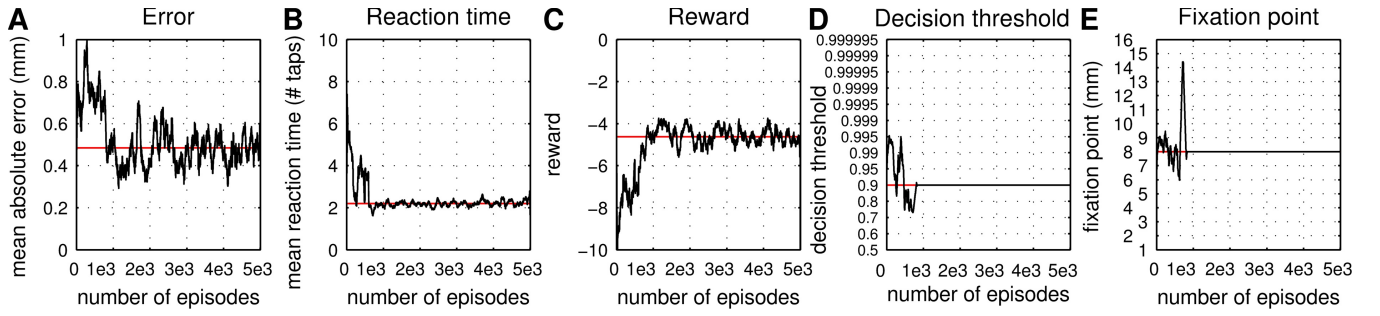 A Error
mean absolute error (mm)
1
0.8
0.6
0.4
0.2
0
0 1e3 2e3 3e3 4e3 5e3
number of episodes
B Reaction time
mean reaction time (# taps)
10
8
6
4
2
0
0 1e3 2e3 3e3 4e3 5e3
number of episodes
C Reward
reward
0
−2
−4
−6
−8
−10
0 1e3 2e3 3e3 4e3 5e3
number of episodes
D Decision threshold
decision threshold
0.999995
0.99999
0.99995
0.9999
0.9995
0.999
0.995
0.99
0.95
0.9
0.8
0.7
0.6
0.5
0 1e3 2e3 3e3 4e3 5e3
number of episodes
E Fixation point
fixation point (mm)
16
15
14
13
12
11
10
9
8
7
6
5
4
3
2
1
0 1e3 2e3 3e3 4e3 5e3
number of episodes